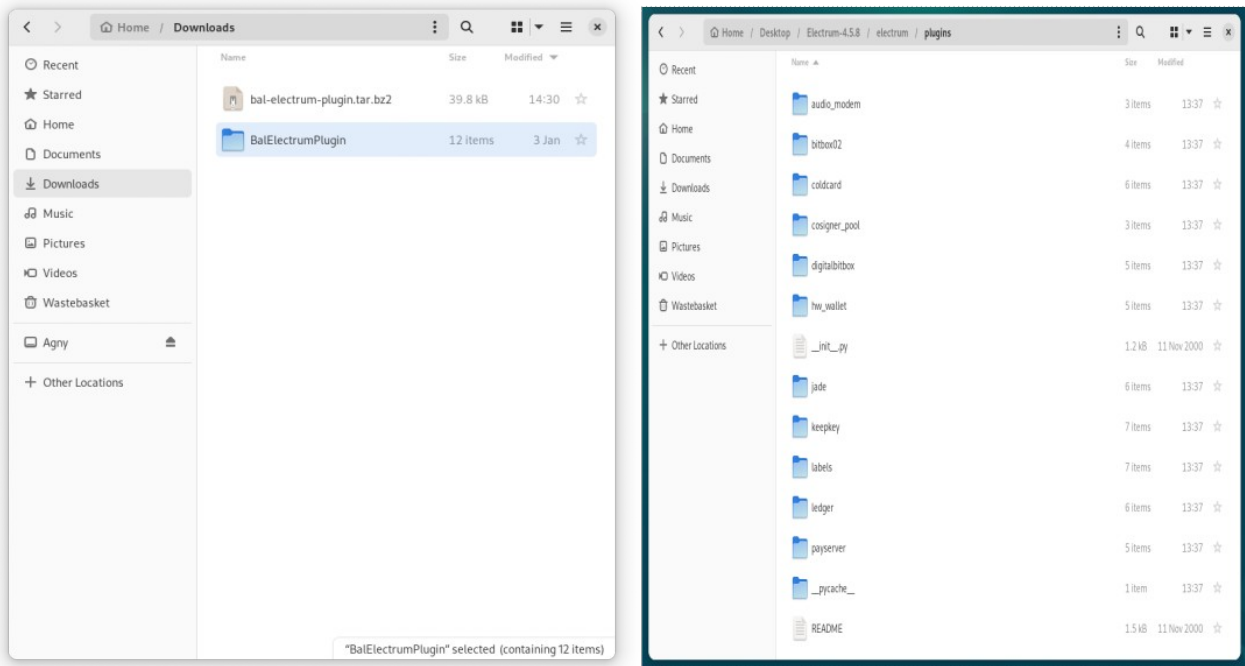 Home / Downloads
Recent
Starred
Home
Documents
Downloads
Music
Pictures
Videos
Wastebasket
Agny
+ Other Locations
Name Size Modified
bal-electrum-plugin.tar.bz2 39.8 kB 14:30
BalElectrumPlugin 12 items 3 Jan
“BalElectrumPlugin” selected (containing 12 items)
Home / Desktop / Electrum-4.5.8 / electrum / plugins
Recent
Starred
Home
Documents
Downloads
Music
Pictures
Videos
Wastebasket
+ Other Locations
Name Size Modified
audio_modem 3 items 13:37
bitbox02 4 items 13:37
coldcard 6 items 13:37
cosigner_pool 3 items 13:37
digitalbitbox 5 items 13:37
hw_wallet 5 items 13:37
__init__.py 1.2 kB 11 Nov 2000
jade 6 items 13:37
keepkey 7 items 13:37
labels 7 items 13:37
ledger 6 items 13:37
payserver 5 items 13:37
__pycache__ 1 item 13:37
README 1.5 kB 11 Nov 2000